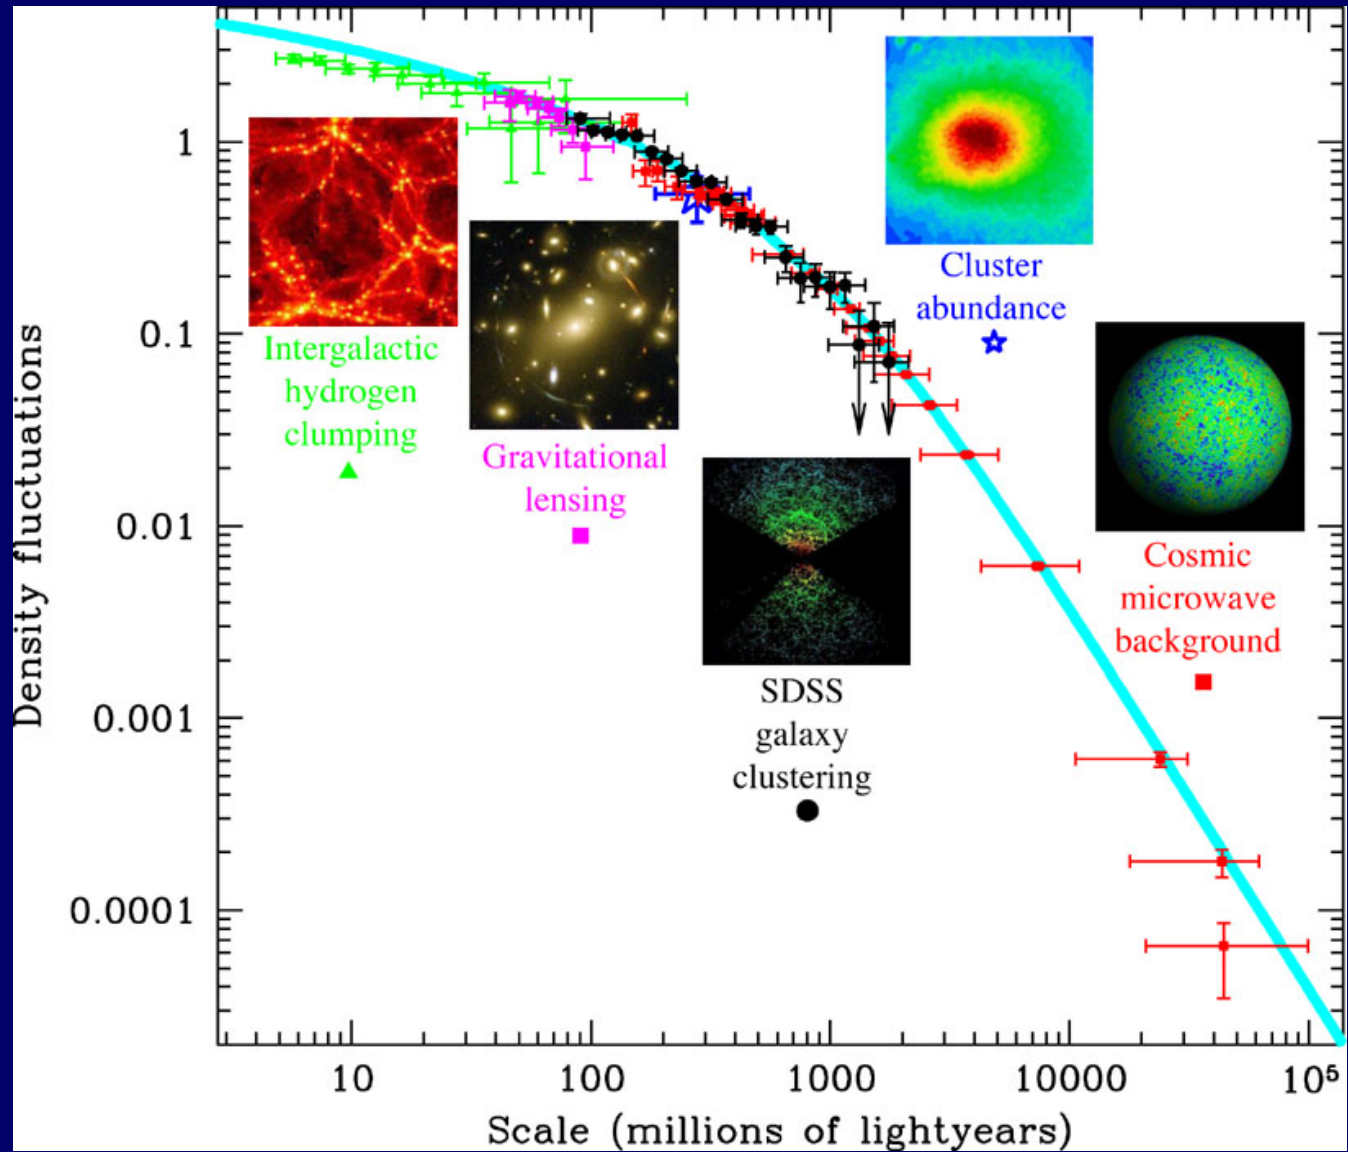 1
0.1
0.01
0.001
0.0001
Density fluctuations
Intergalactic
hydrogen
clumping
Gravitational
lensing
SDSS
galaxy
clustering
Cluster
abundance
Cosmic
microwave
background
10
100
1000
10000
10⁵
Scale (millions of lightyears)